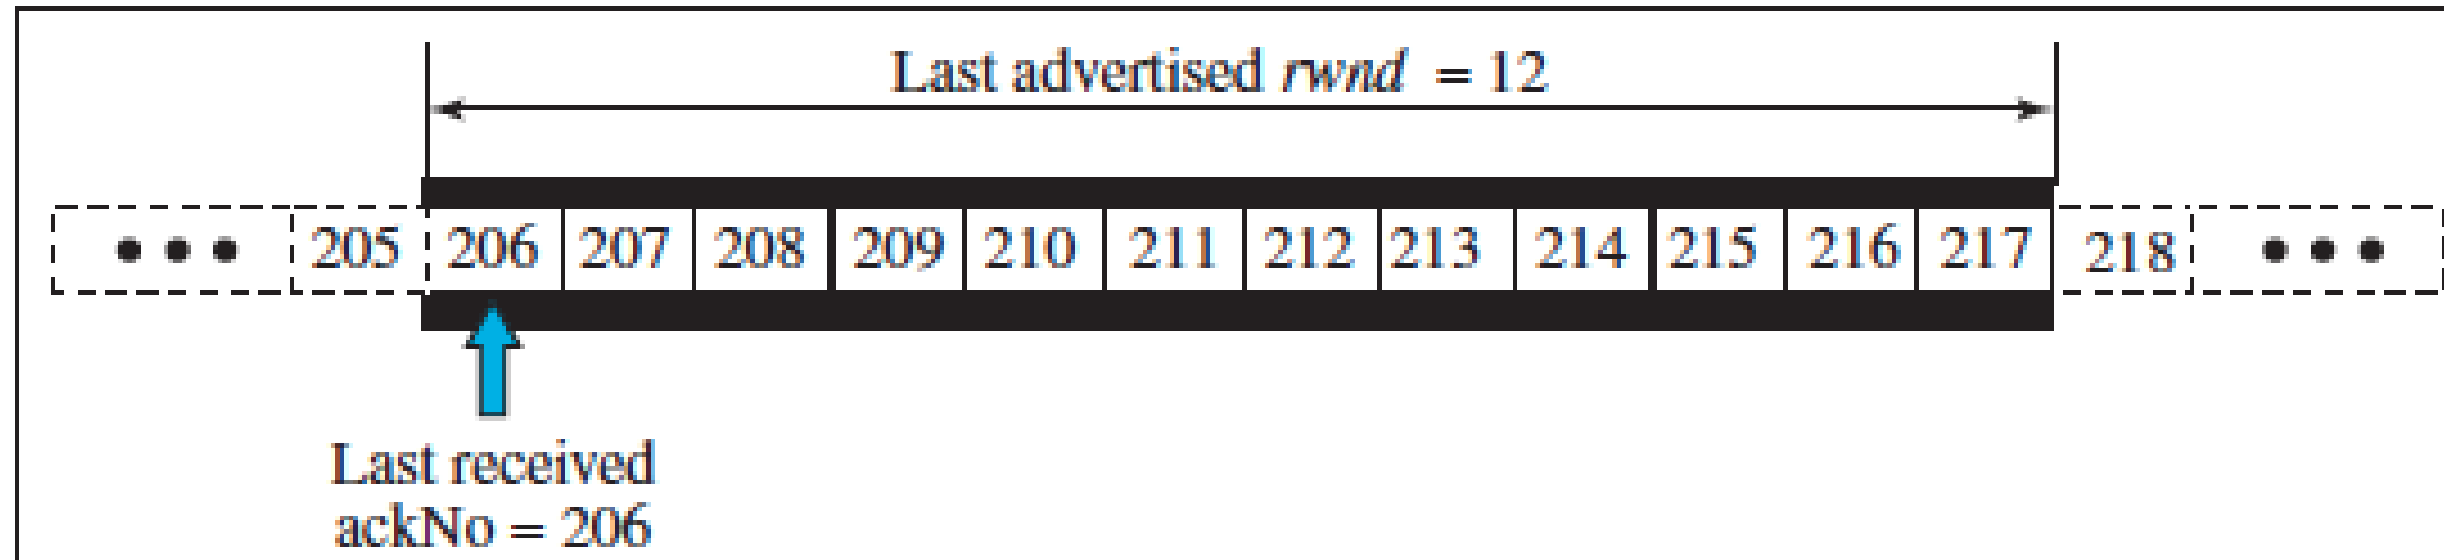 Last advertised rwnd = 12
••• 205 206 207 208 209 210 211 212 213 214 215 216 217 218 •••
Last received
ackNo = 206